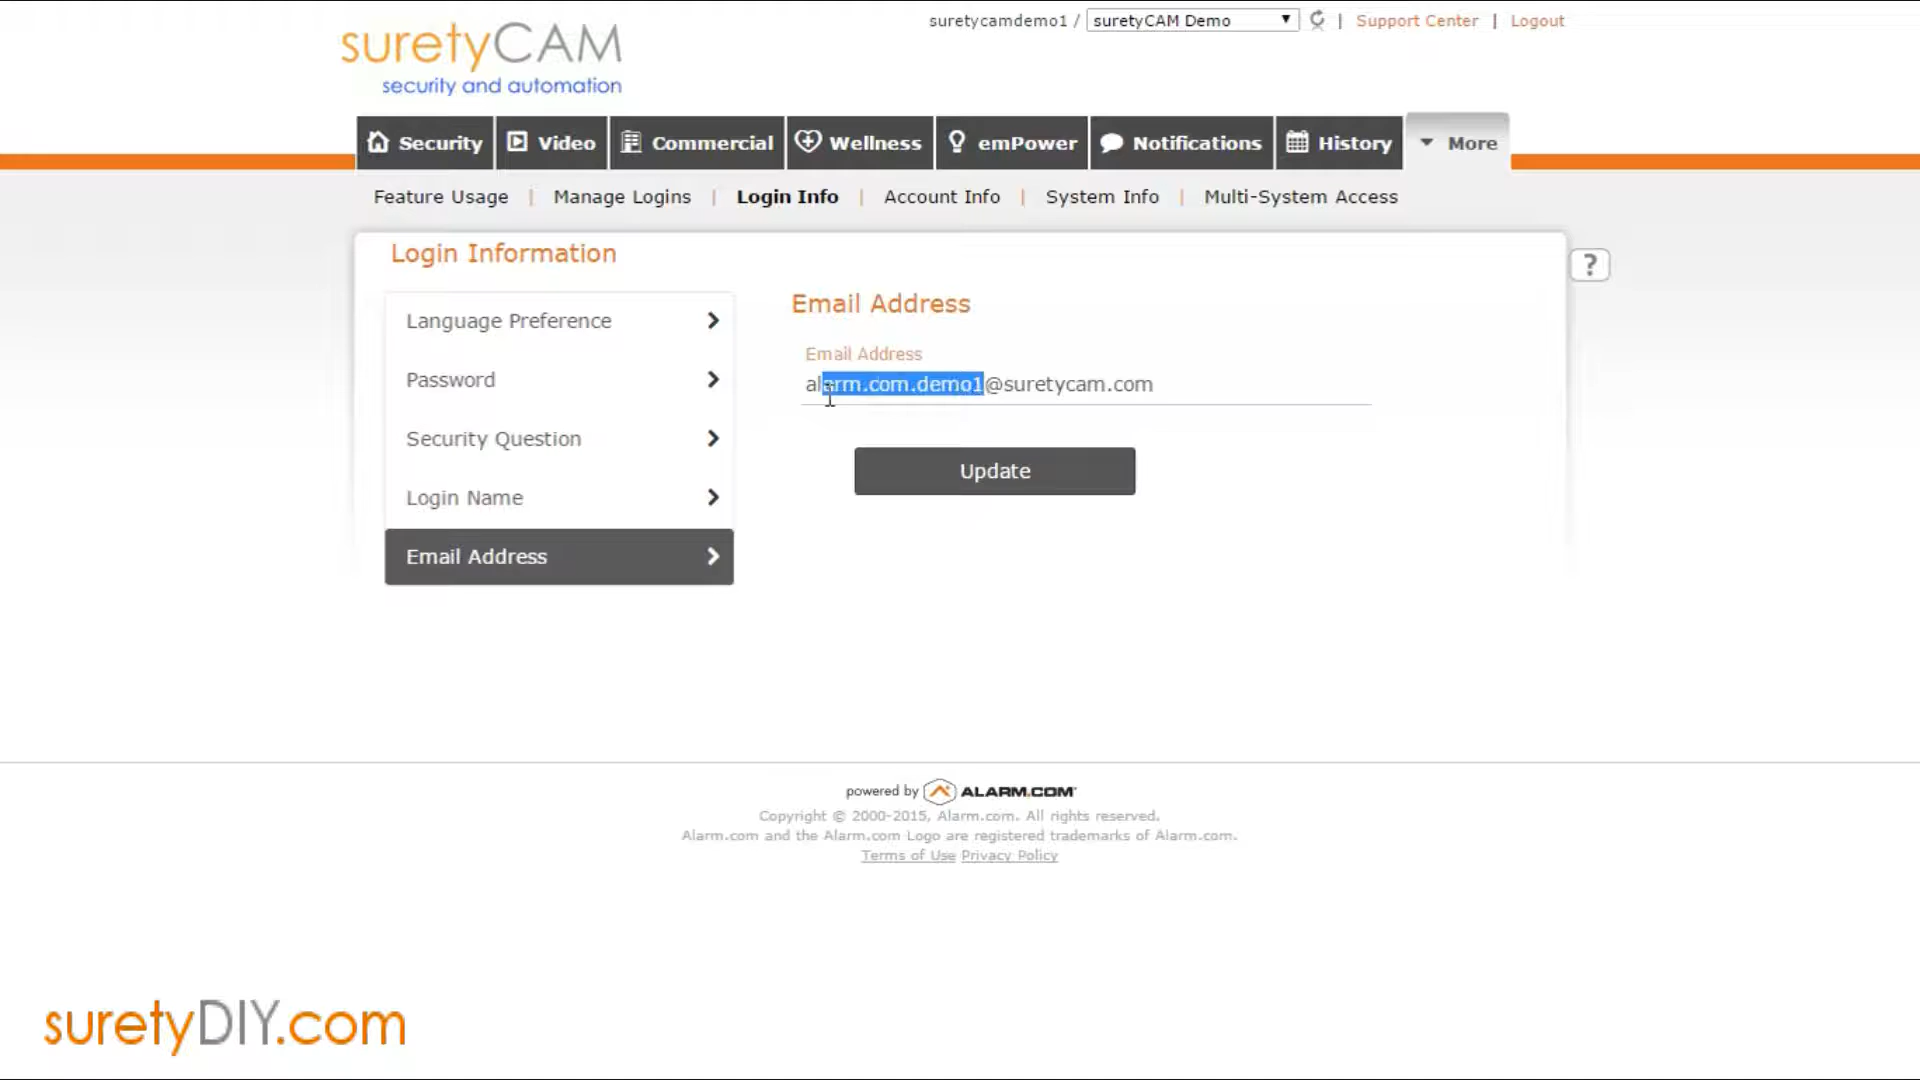 suretyCAM
security and automation
suretycamdemo1 / suretyCAM Demo | Support Center | Logout
Security Video Commercial Wellness emPower Notifications History More
Feature Usage | Manage Logins | Login Info | Account Info | System Info | Multi-System Access
Login Information
?
Language Preference
Password
Security Question
Login Name
Email Address
Email Address
Email Address
alarm.com.demo1@suretycam.com
Update
powered by ALARM.COM
Copyright © 2000-2015, Alarm.com. All rights reserved.
Alarm.com and the Alarm.com Logo are registered trademarks of Alarm.com.
Terms of Use Privacy Policy
suretyDIY.com